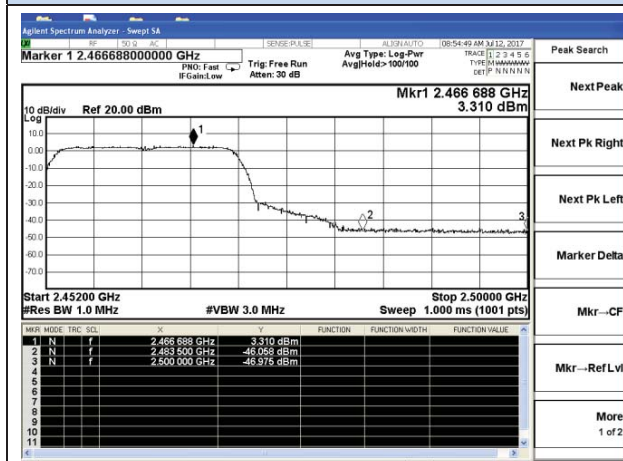 Agilent Spectrum Analyzer - Swept SA
RF 50 Ω AC SENSE:PULSE ALIGN AUTO 08:54:49 AM Jul 12, 2017
Marker 1 2.466688000000 GHz
PNO: Fast
IFGain:Low
Trig: Free Run
Atten: 30 dB
Avg Type: Log-Pwr
Avg|Hold:>100/100
TRACE 1 2 3 4 5 6
TYPE M WWWWW
DET P N N N N N
Mkr1 2.466 688 GHz
3.310 dBm
10 dB/div Ref 20.00 dBm
Log
10.0
0.00
-10.0
-20.0
-30.0
-40.0
-50.0
-60.0
-70.0
1
2
3
Start 2.45200 GHz Stop 2.50000 GHz
#Res BW 1.0 MHz #VBW 3.0 MHz Sweep 1.000 ms (1001 pts)
MKR MODE TRC SCL X Y FUNCTION FUNCTION WIDTH FUNCTION VALUE
1 N f 2.466 688 GHz 3.310 dBm
2 N f 2.483 500 GHz -46.058 dBm
3 N f 2.500 000 GHz -46.975 dBm
4
5
6
7
8
9
10
11
Peak Search
Next Peak
Next Pk Right
Next Pk Left
Marker Delta
Mkr→CF
Mkr→Ref Lvl
More
1 of 2